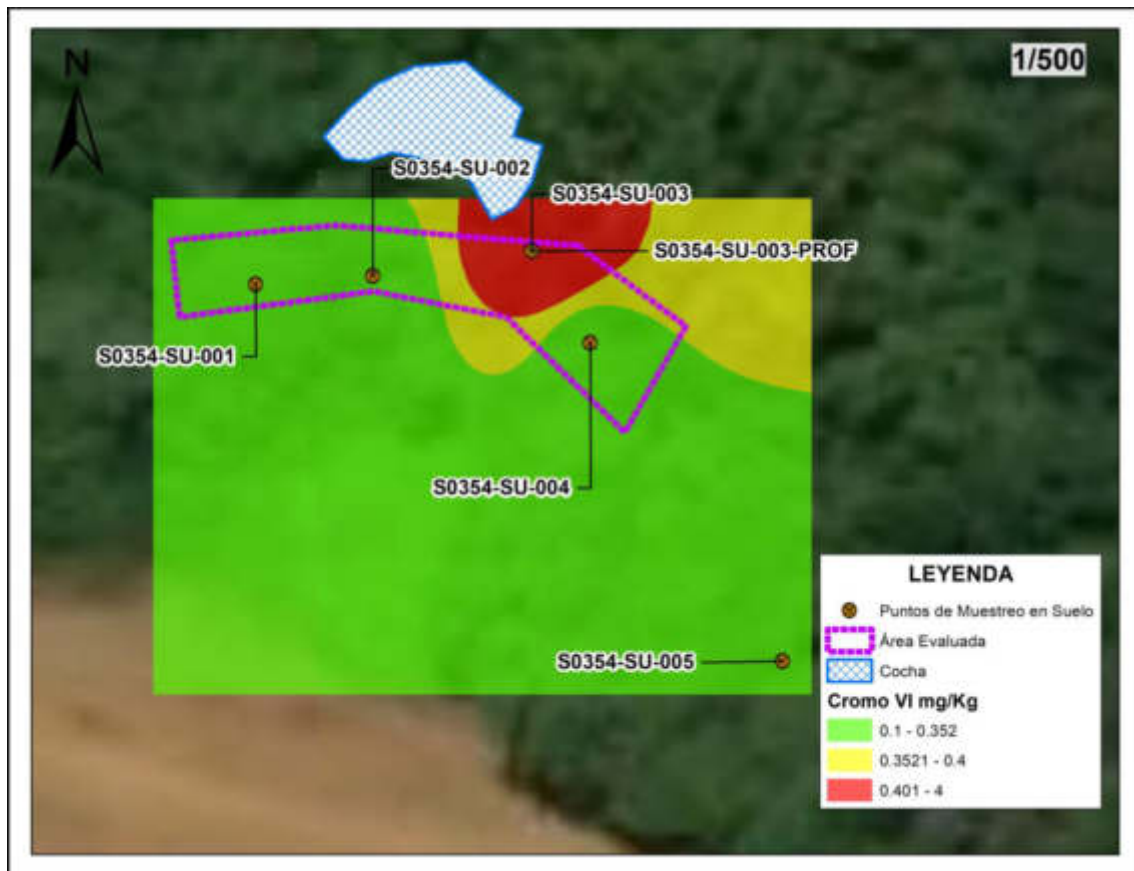 1/500
N
S0354-SU-002
S0354-SU-003
S0354-SU-003-PROF
S0354-SU-001
S0354-SU-004
S0354-SU-005
LEYENDA
Puntos de Muestreo en Suelo
Área Evaluada
Cocha
Cromo VI mg/Kg
0.1 - 0.352
0.3521 - 0.4
0.401 - 4